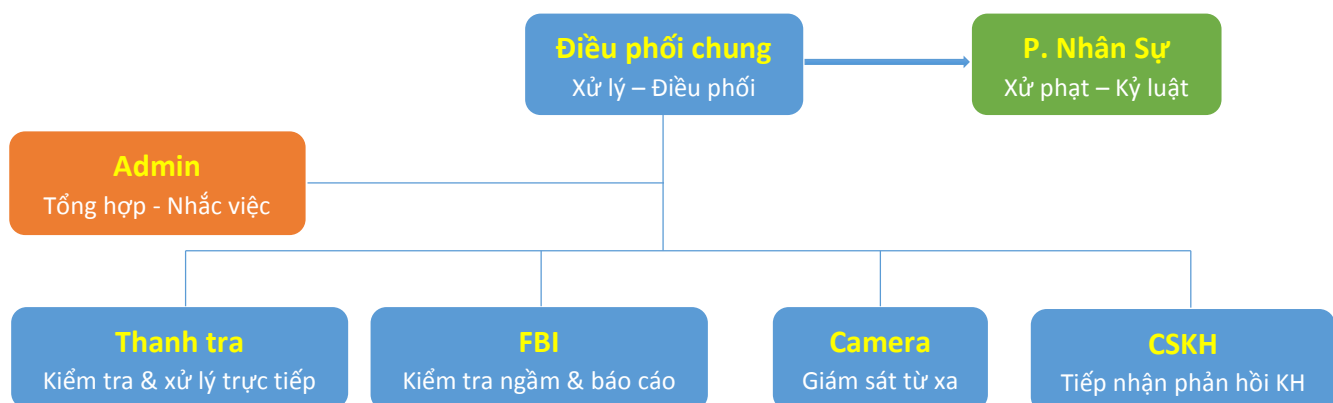 Điều phối chung
Xử lý – Điều phối
P. Nhân Sự
Xử phạt – Kỷ luật
Admin
Tổng hợp - Nhắc việc
Thanh tra
Kiểm tra & xử lý trực tiếp
FBI
Kiểm tra ngầm & báo cáo
Camera
Giám sát từ xa
CSKH
Tiếp nhận phản hồi KH